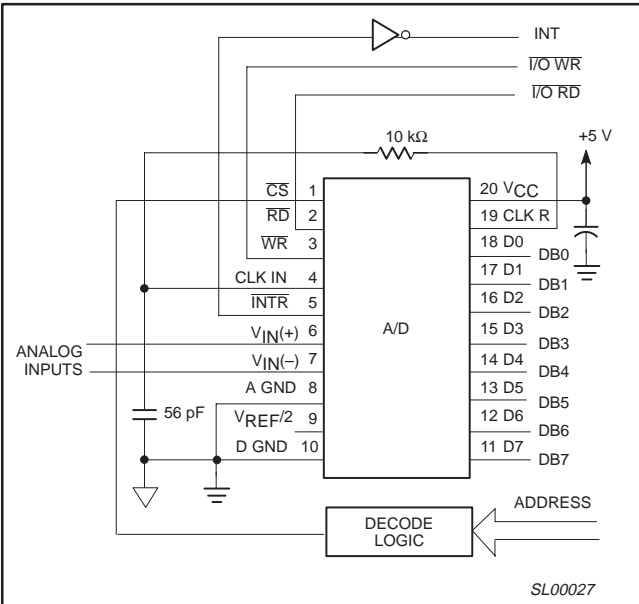 INT
I/O WR
I/O RD
10 kΩ
+5 V
CS 1
RD 2
WR 3
CLK IN 4
INTR 5
VIN(+) 6
VIN(–) 7
A GND 8
VREF/2 9
D GND 10
A/D
20 VCC
19 CLK R
18 D0
17 D1
16 D2
15 D3
14 D4
13 D5
12 D6
11 D7
DB0
DB1
DB2
DB3
DB4
DB5
DB6
DB7
ANALOG
INPUTS
56 pF
DECODE
LOGIC
ADDRESS
SL00027